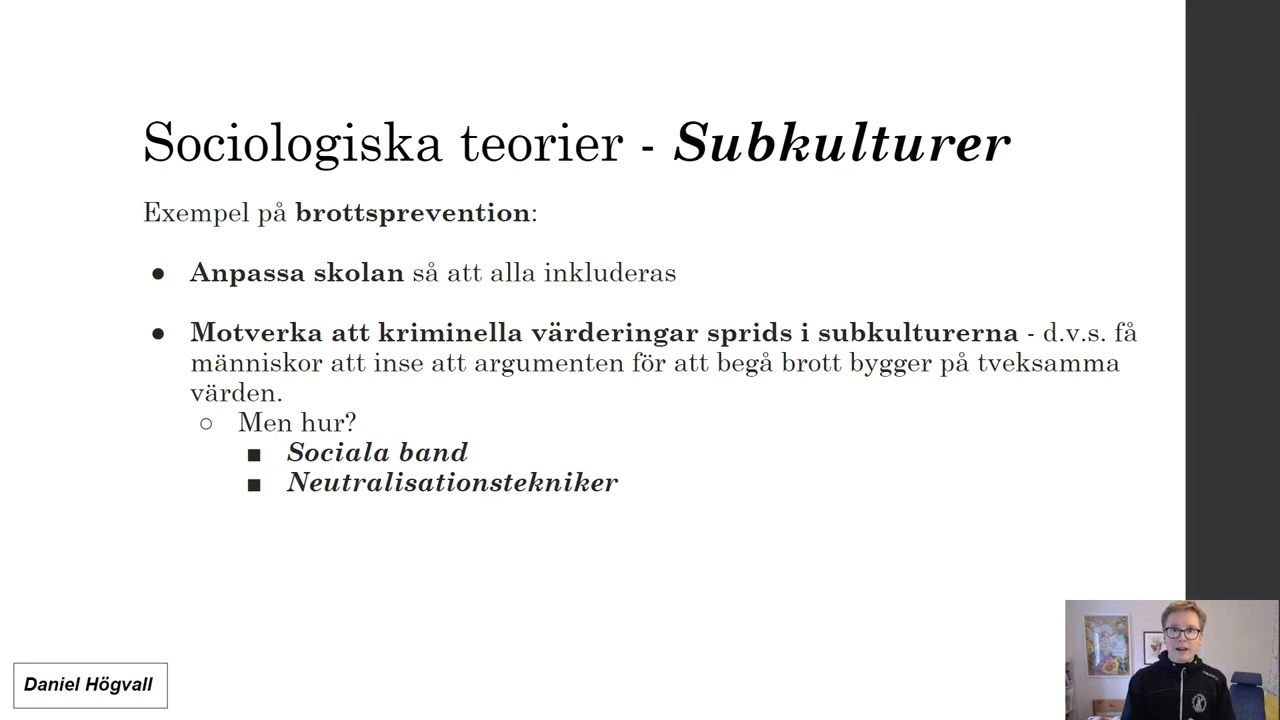 Sociologiska teorier - Subkulturer
Exempel på brottsprevention:
● Anpassa skolan så att alla inkluderas
● Motverka att kriminella värderingar sprids i subkulturerna - d.v.s. få
människor att inse att argumenten för att begå brott bygger på tveksamma
värden.
○ Men hur?
■ Sociala band
■ Neutralisationstekniker
Daniel Högvall